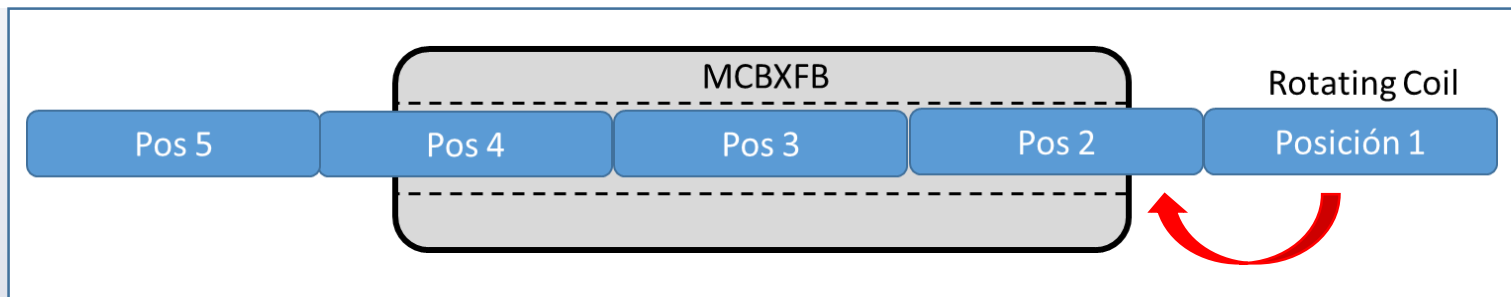 MCBXFB
Rotating Coil
Pos 5
Pos 4
Pos 3
Pos 2
Posición 1